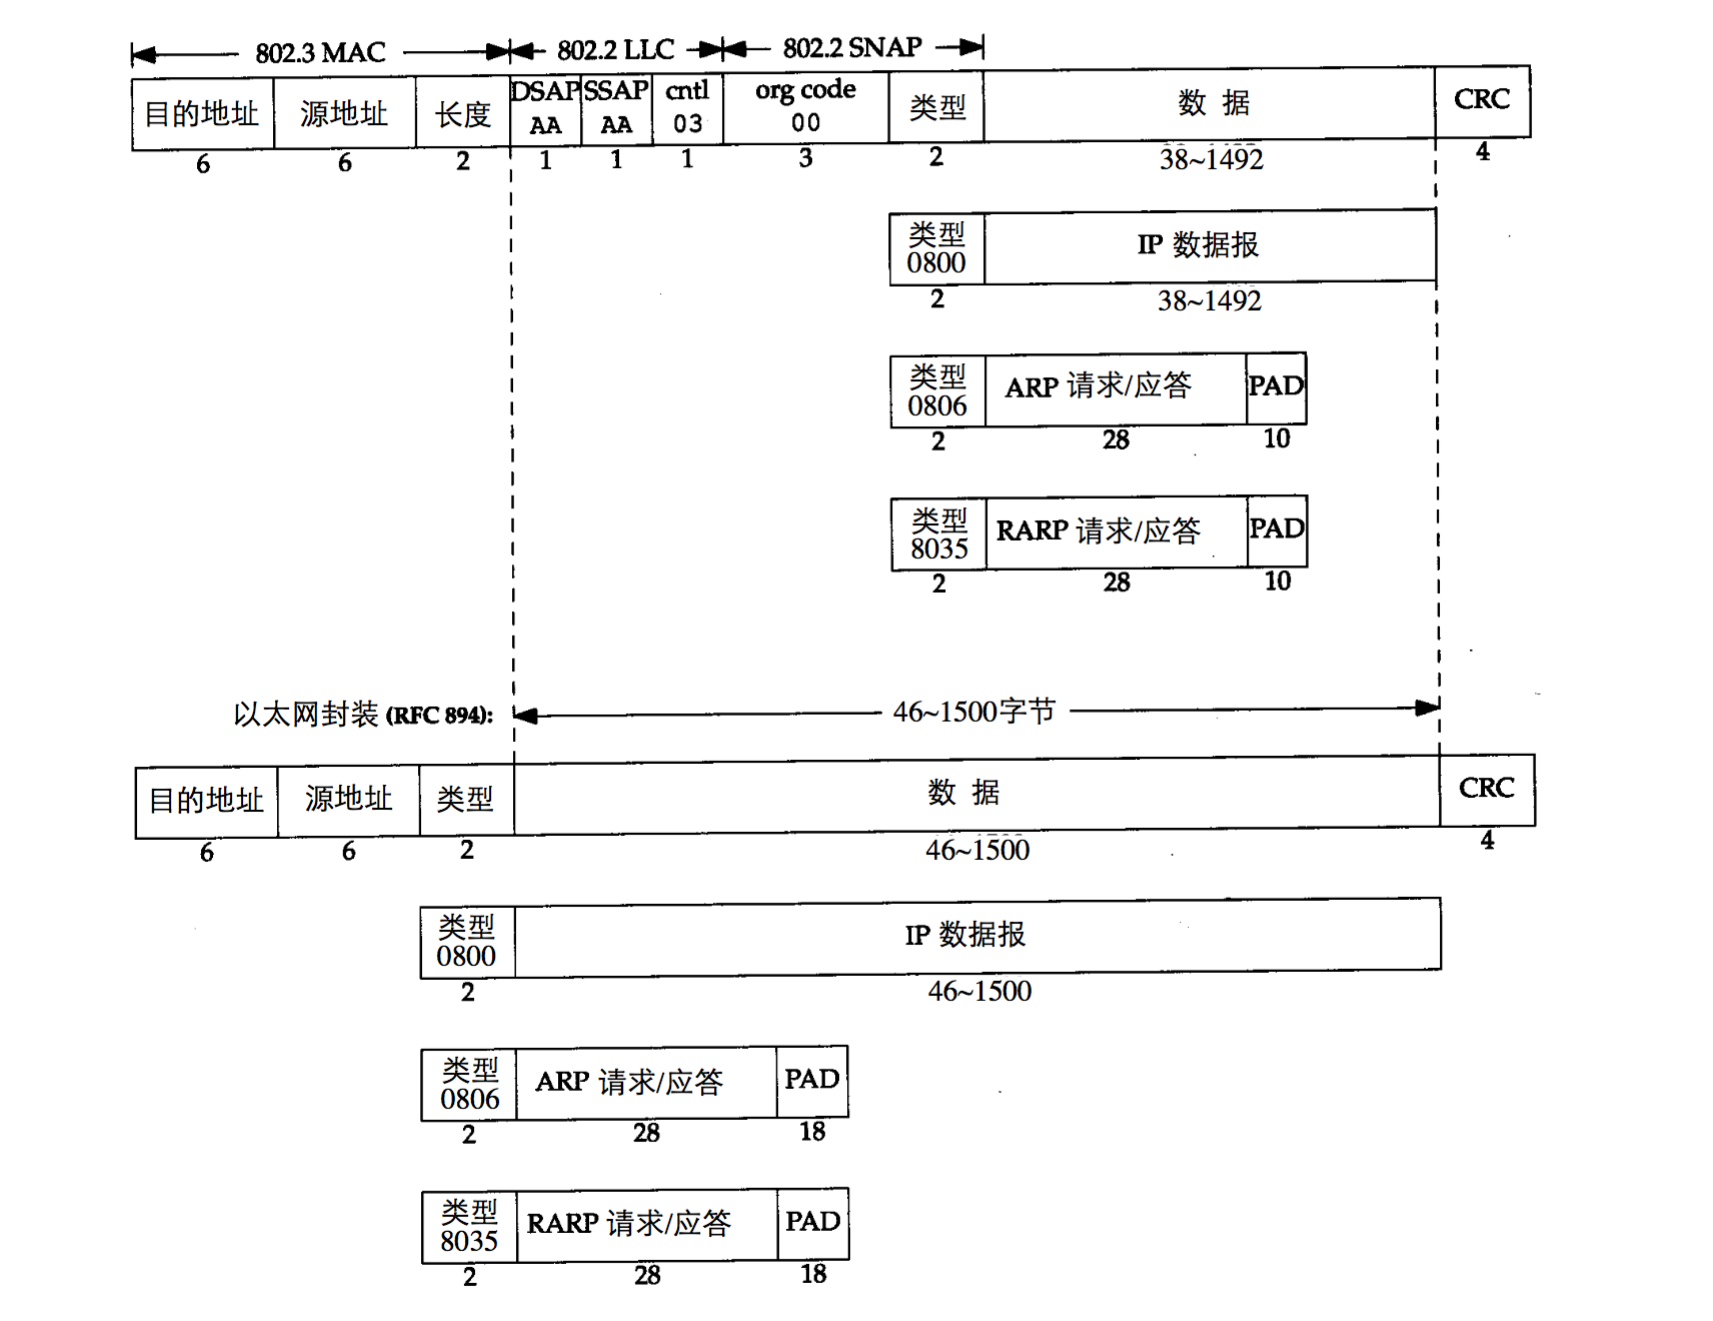 802.3 MAC 802.2 LLC 802.2 SNAP
目的地址 源地址 长度 DSAP AA SSAP AA cntl 03 org code 00 类型 数 据 CRC
6 6 2 1 1 1 3 2 38~1492 4
类型 0800 IP 数据报
2 38~1492
类型 0806 ARP 请求/应答 PAD
2 28 10
类型 8035 RARP 请求/应答 PAD
2 28 10
以太网封装 (RFC 894): 46~1500字节
目的地址 源地址 类型 数 据 CRC
6 6 2 46~1500 4
类型 0800 IP 数据报
2 46~1500
类型 0806 ARP 请求/应答 PAD
2 28 18
类型 8035 RARP 请求/应答 PAD
2 28 18